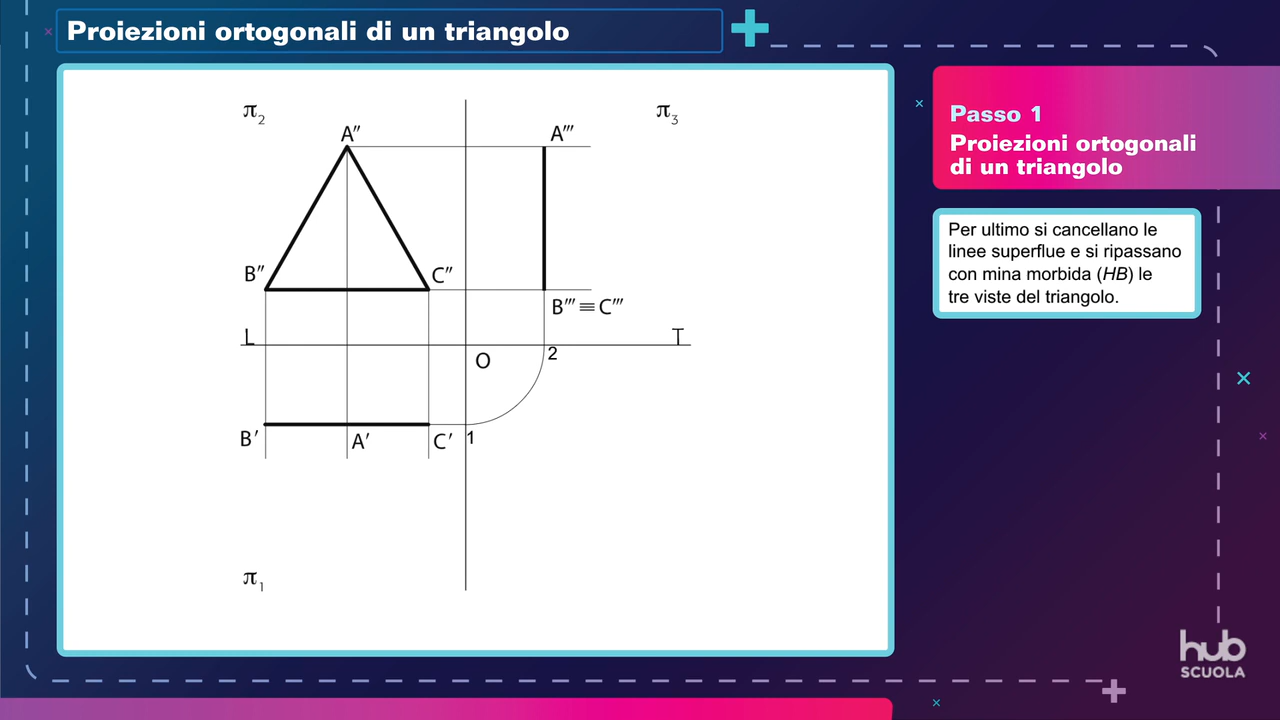 Proiezioni ortogonali di un triangolo
π2 π3
A″ A‴
B″ C″
B‴≡C‴
L T
O 2
B′ A′ C′ 1
π1
Passo 1
Proiezioni ortogonali
di un triangolo
Per ultimo si cancellano le
linee superflue e si ripassano
con mina morbida (HB) le
tre viste del triangolo.
hub
SCUOLA